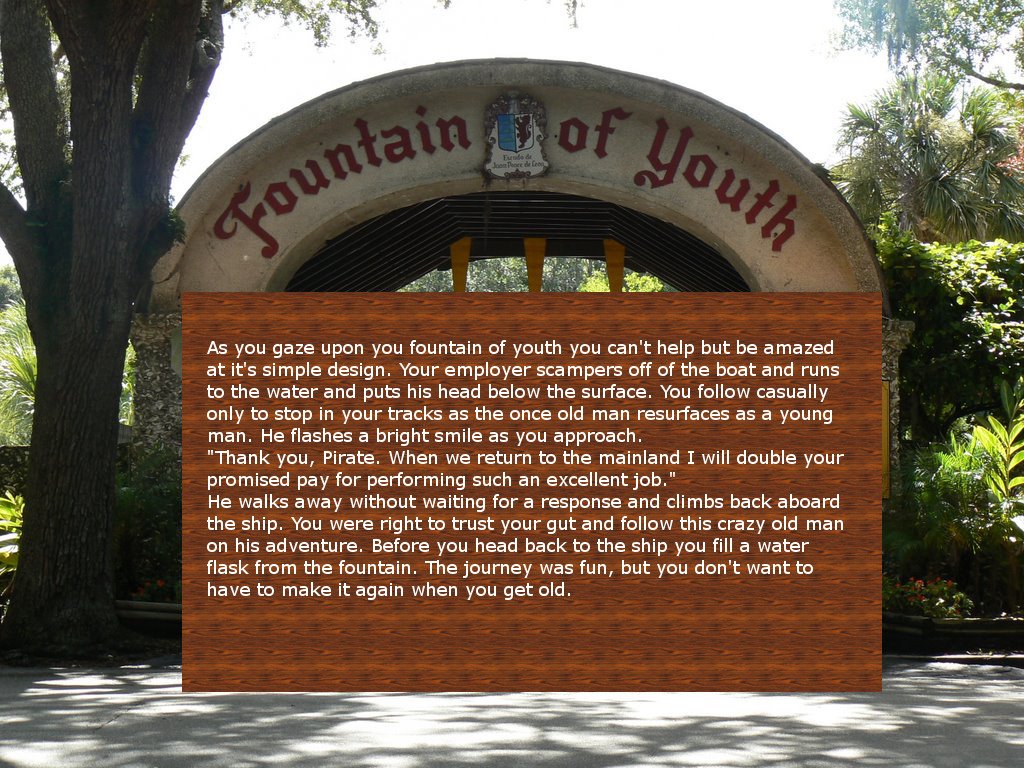 Fountain of Youth
Escudo de
Juan Ponce de Leon
As you gaze upon you fountain of youth you can't help but be amazed
at it's simple design. Your employer scampers off of the boat and runs
to the water and puts his head below the surface. You follow casually
only to stop in your tracks as the once old man resurfaces as a young
man. He flashes a bright smile as you approach.
"Thank you, Pirate. When we return to the mainland I will double your
promised pay for performing such an excellent job."
He walks away without waiting for a response and climbs back aboard
the ship. You were right to trust your gut and follow this crazy old man
on his adventure. Before you head back to the ship you fill a water
flask from the fountain. The journey was fun, but you don't want to
have to make it again when you get old.